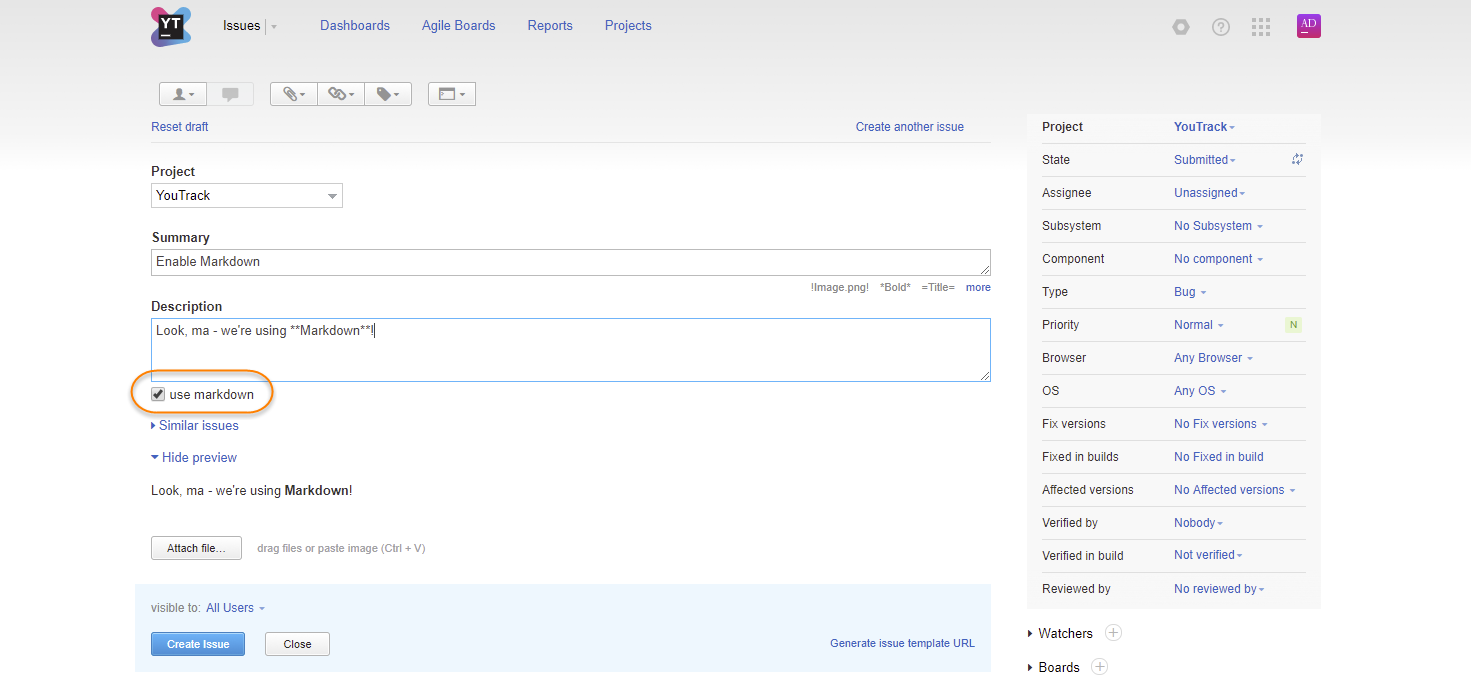 YT
Issues Dashboards Agile Boards Reports Projects
AD
Reset draft Create another issue
Project
YouTrack
Summary
Enable Markdown
!Image.png! *Bold* =Title= more
Description
Look, ma - we're using **Markdown**!
use markdown
Similar issues
Hide preview
Look, ma - we're using Markdown!
Attach file... drag files or paste image (Ctrl + V)
visible to: All Users
Create Issue Close Generate issue template URL
Project YouTrack
State Submitted
Assignee Unassigned
Subsystem No Subsystem
Component No component
Type Bug
Priority Normal N
Browser Any Browser
OS Any OS
Fix versions No Fix versions
Fixed in builds No Fixed in build
Affected versions No Affected versions
Verified by Nobody
Verified in build Not verified
Reviewed by No reviewed by
Watchers
Boards